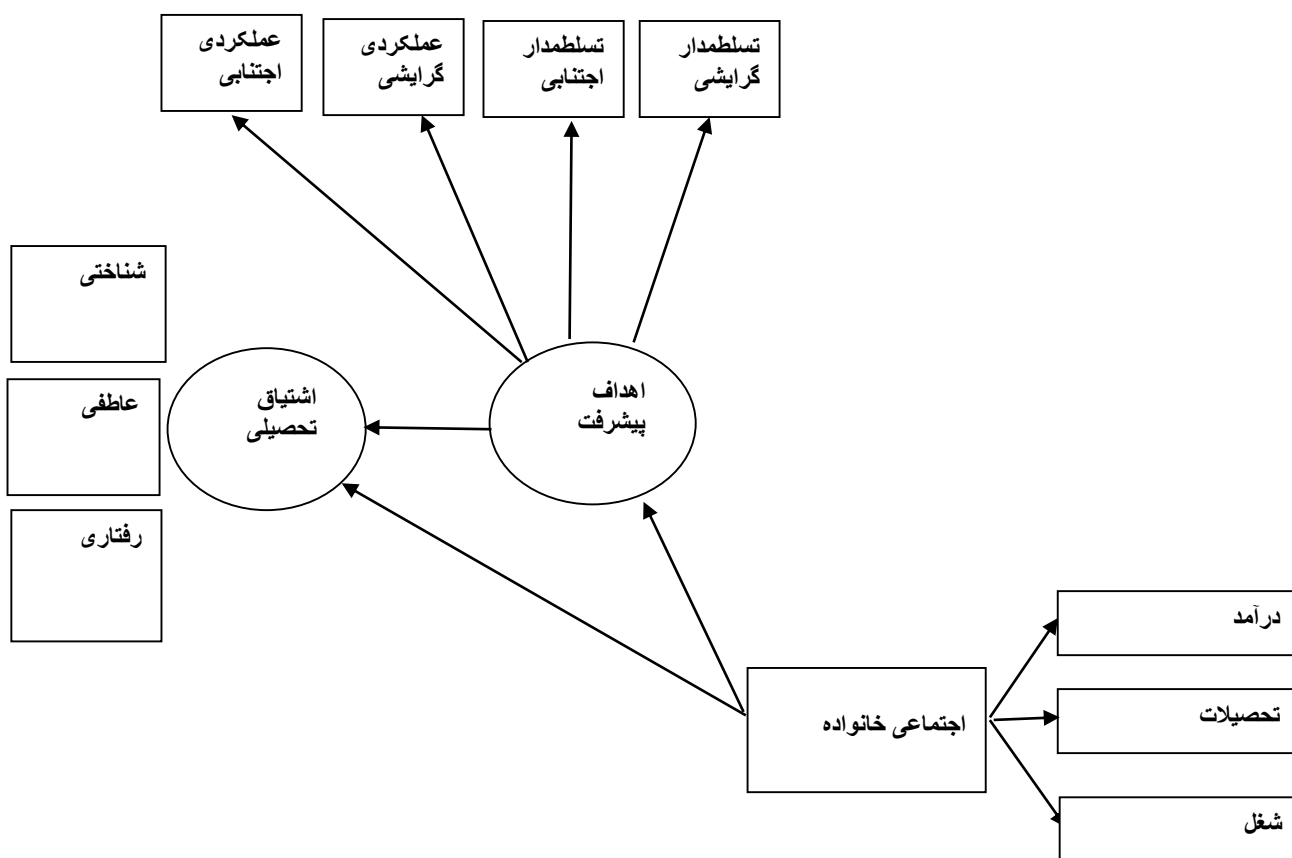 تسلطمدار
گرایشی
تسلطمدار
اجتنابی
عملکردی
گرایشی
عملکردی
اجتنابی
شناختی
اهداف
پیشرفت
اشتیاق
تحصیلی
عاطفی
رفتاری
درآمد
اجتماعی خانواده
تحصیلات
شغل